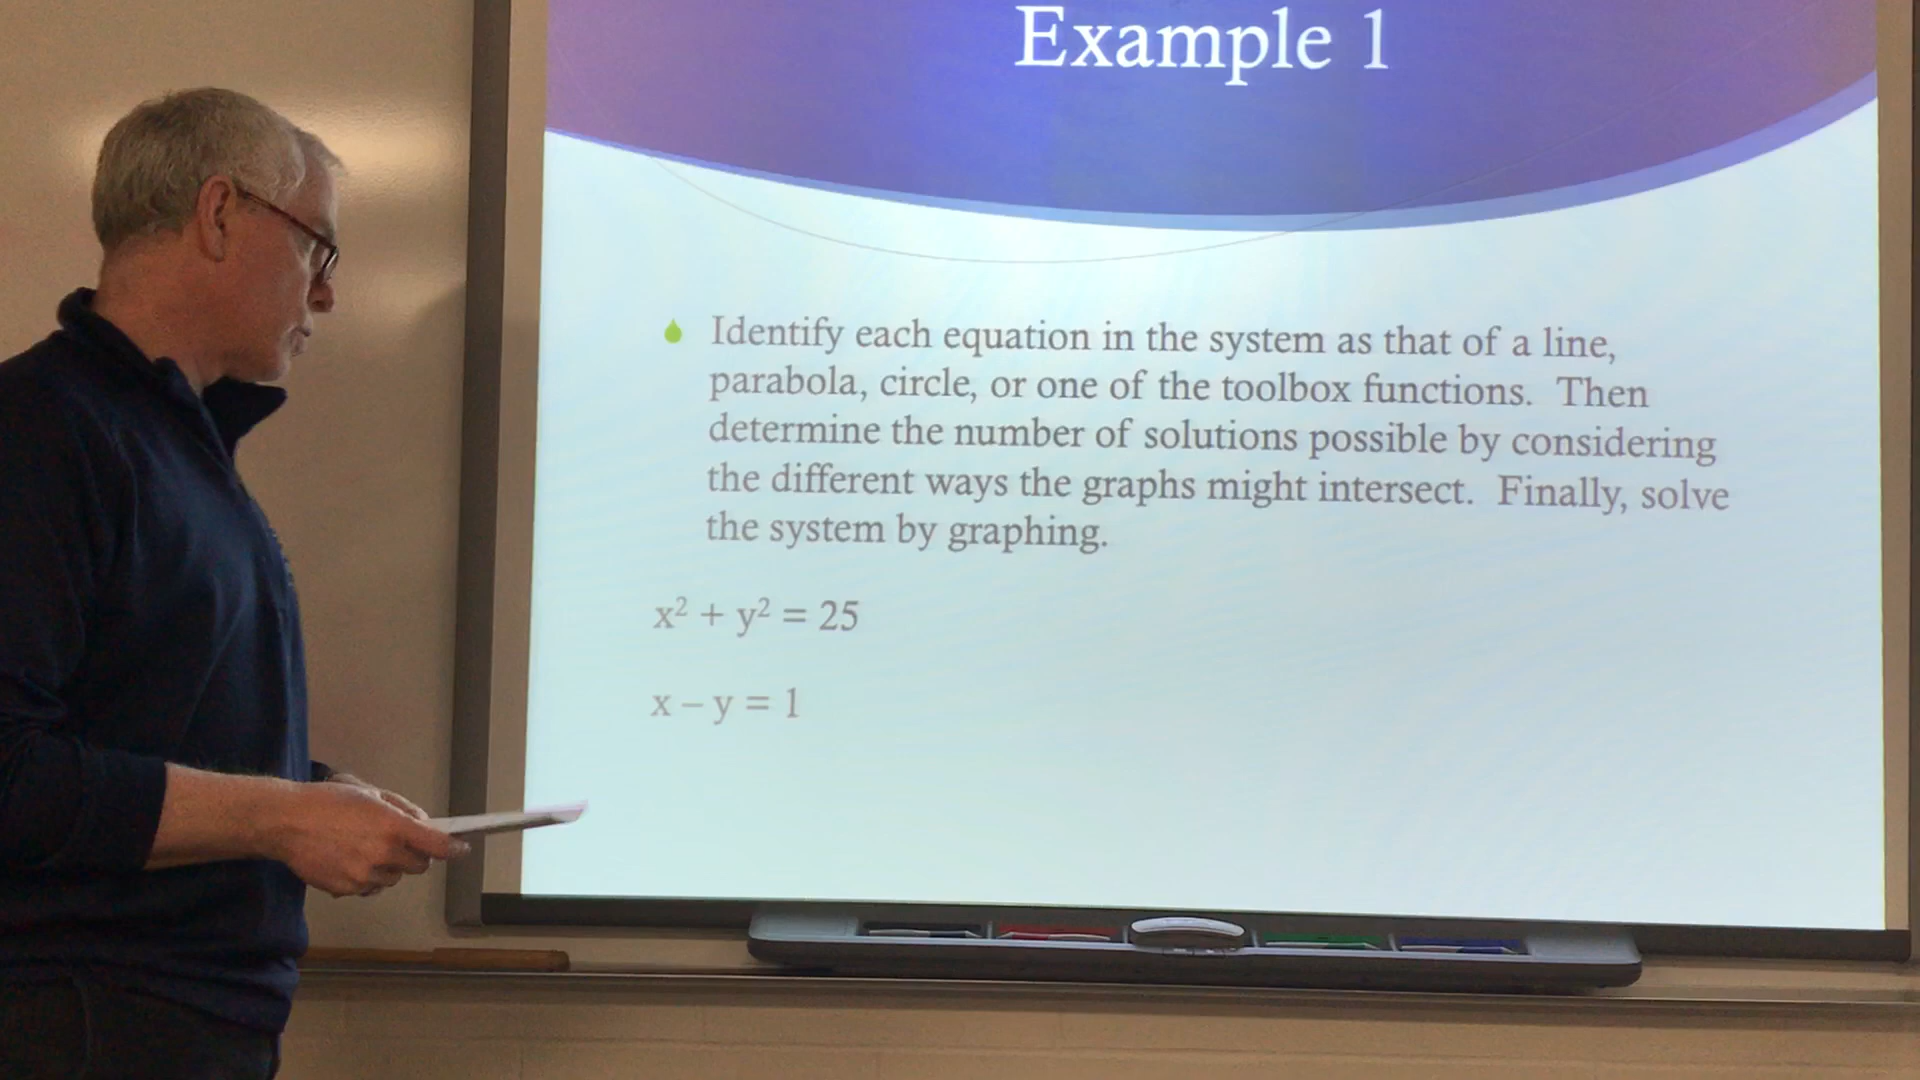 Example 1
Identify each equation in the system as that of a line,
parabola, circle, or one of the toolbox functions. Then
determine the number of solutions possible by considering
the different ways the graphs might intersect. Finally, solve
the system by graphing.
x² + y² = 25
x – y = 1